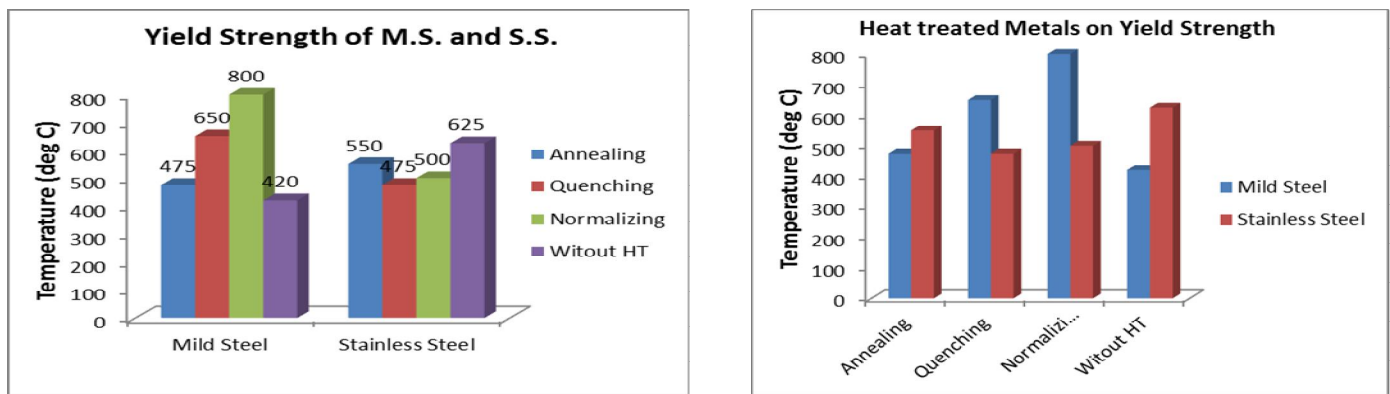 Yield Strength of M.S. and S.S.
Temperature (deg C)
800
700
600
500
400
300
200
100
0
475
650
800
420
550
475
500
625
Mild Steel
Stainless Steel
Annealing
Quenching
Normalizing
Witout HT
Heat treated Metals on Yield Strength
Temperature (deg C)
800
700
600
500
400
300
200
100
0
Annealing
Quenching
Normalizi...
Witout HT
Mild Steel
Stainless Steel